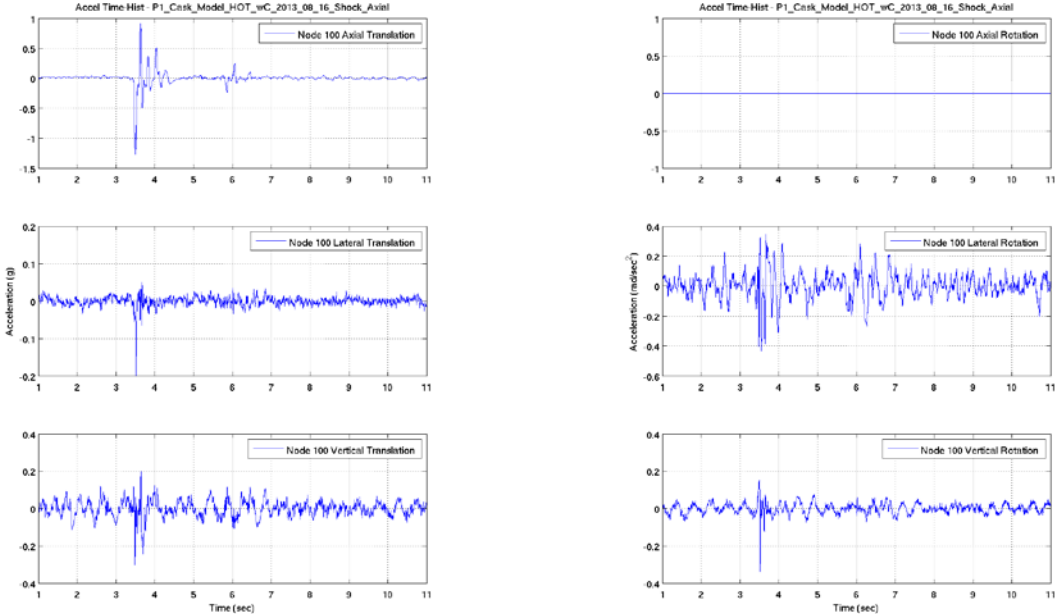 Accel Time-Hist - P1_Cask_Model_HOT_wC_2013_08_16_Shock_Axial
Node 100 Axial Translation
1
0.5
0
-0.5
-1
-1.5
1 2 3 4 5 6 7 8 9 10 11
Node 100 Lateral Translation
0.2
0.1
0
-0.1
-0.2
Acceleration (g)
1 2 3 4 5 6 7 8 9 10 11
Node 100 Vertical Translation
0.4
0.2
0
-0.2
-0.4
1 2 3 4 5 6 7 8 9 10 11
Time (sec)
Accel Time-Hist - P1_Cask_Model_HOT_wC_2013_08_16_Shock_Axial
Node 100 Axial Rotation
1
0.5
0
-0.5
-1
1 2 3 4 5 6 7 8 9 10 11
Node 100 Lateral Rotation
0.4
0.2
0
-0.2
-0.4
-0.6
Acceleration (rad/sec²)
1 2 3 4 5 6 7 8 9 10 11
Node 100 Vertical Rotation
0.4
0.2
0
-0.2
-0.4
1 2 3 4 5 6 7 8 9 10 11
Time (sec)